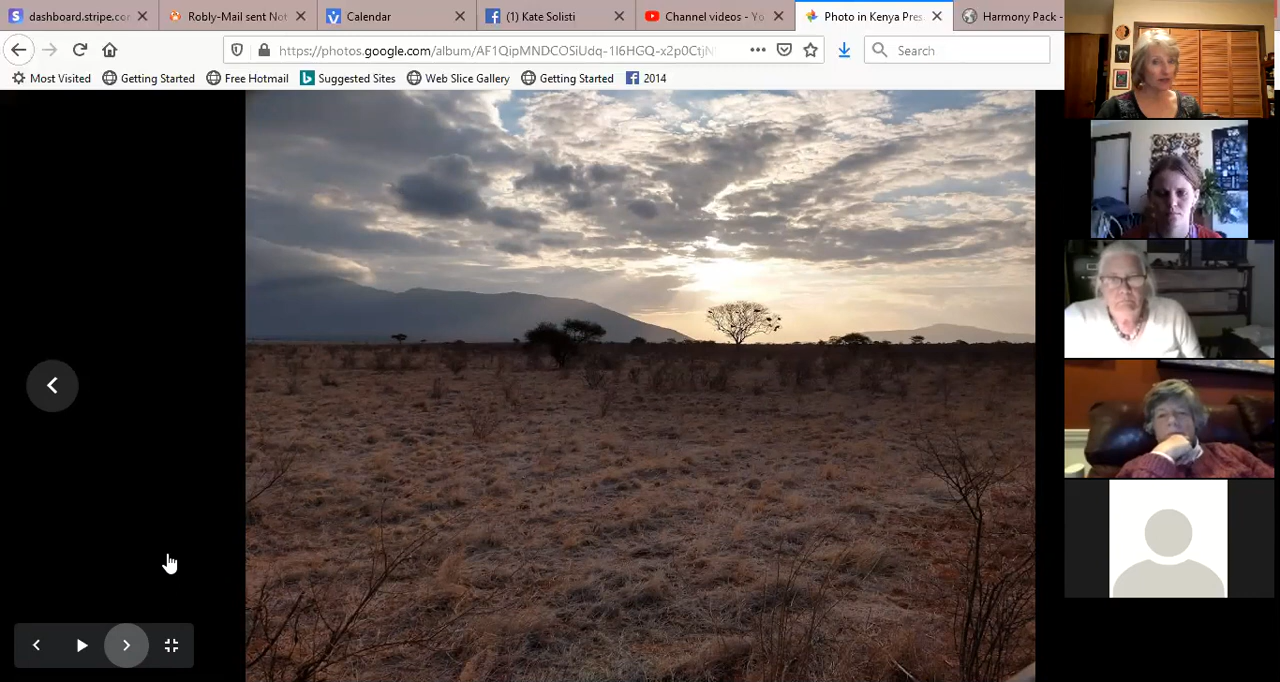 dashboard.stripe.co
Robly-Mail sent Not
Calendar
(1) Kate Solisti
Channel videos - Yo
Photo in Kenya Pres
Harmony Pack -
https://photos.google.com/album/AF1QipMNDCOSiUdq-1I6HGQ-x2p0CtjN
Search
Most Visited
Getting Started
Free Hotmail
Suggested Sites
Web Slice Gallery
Getting Started
2014